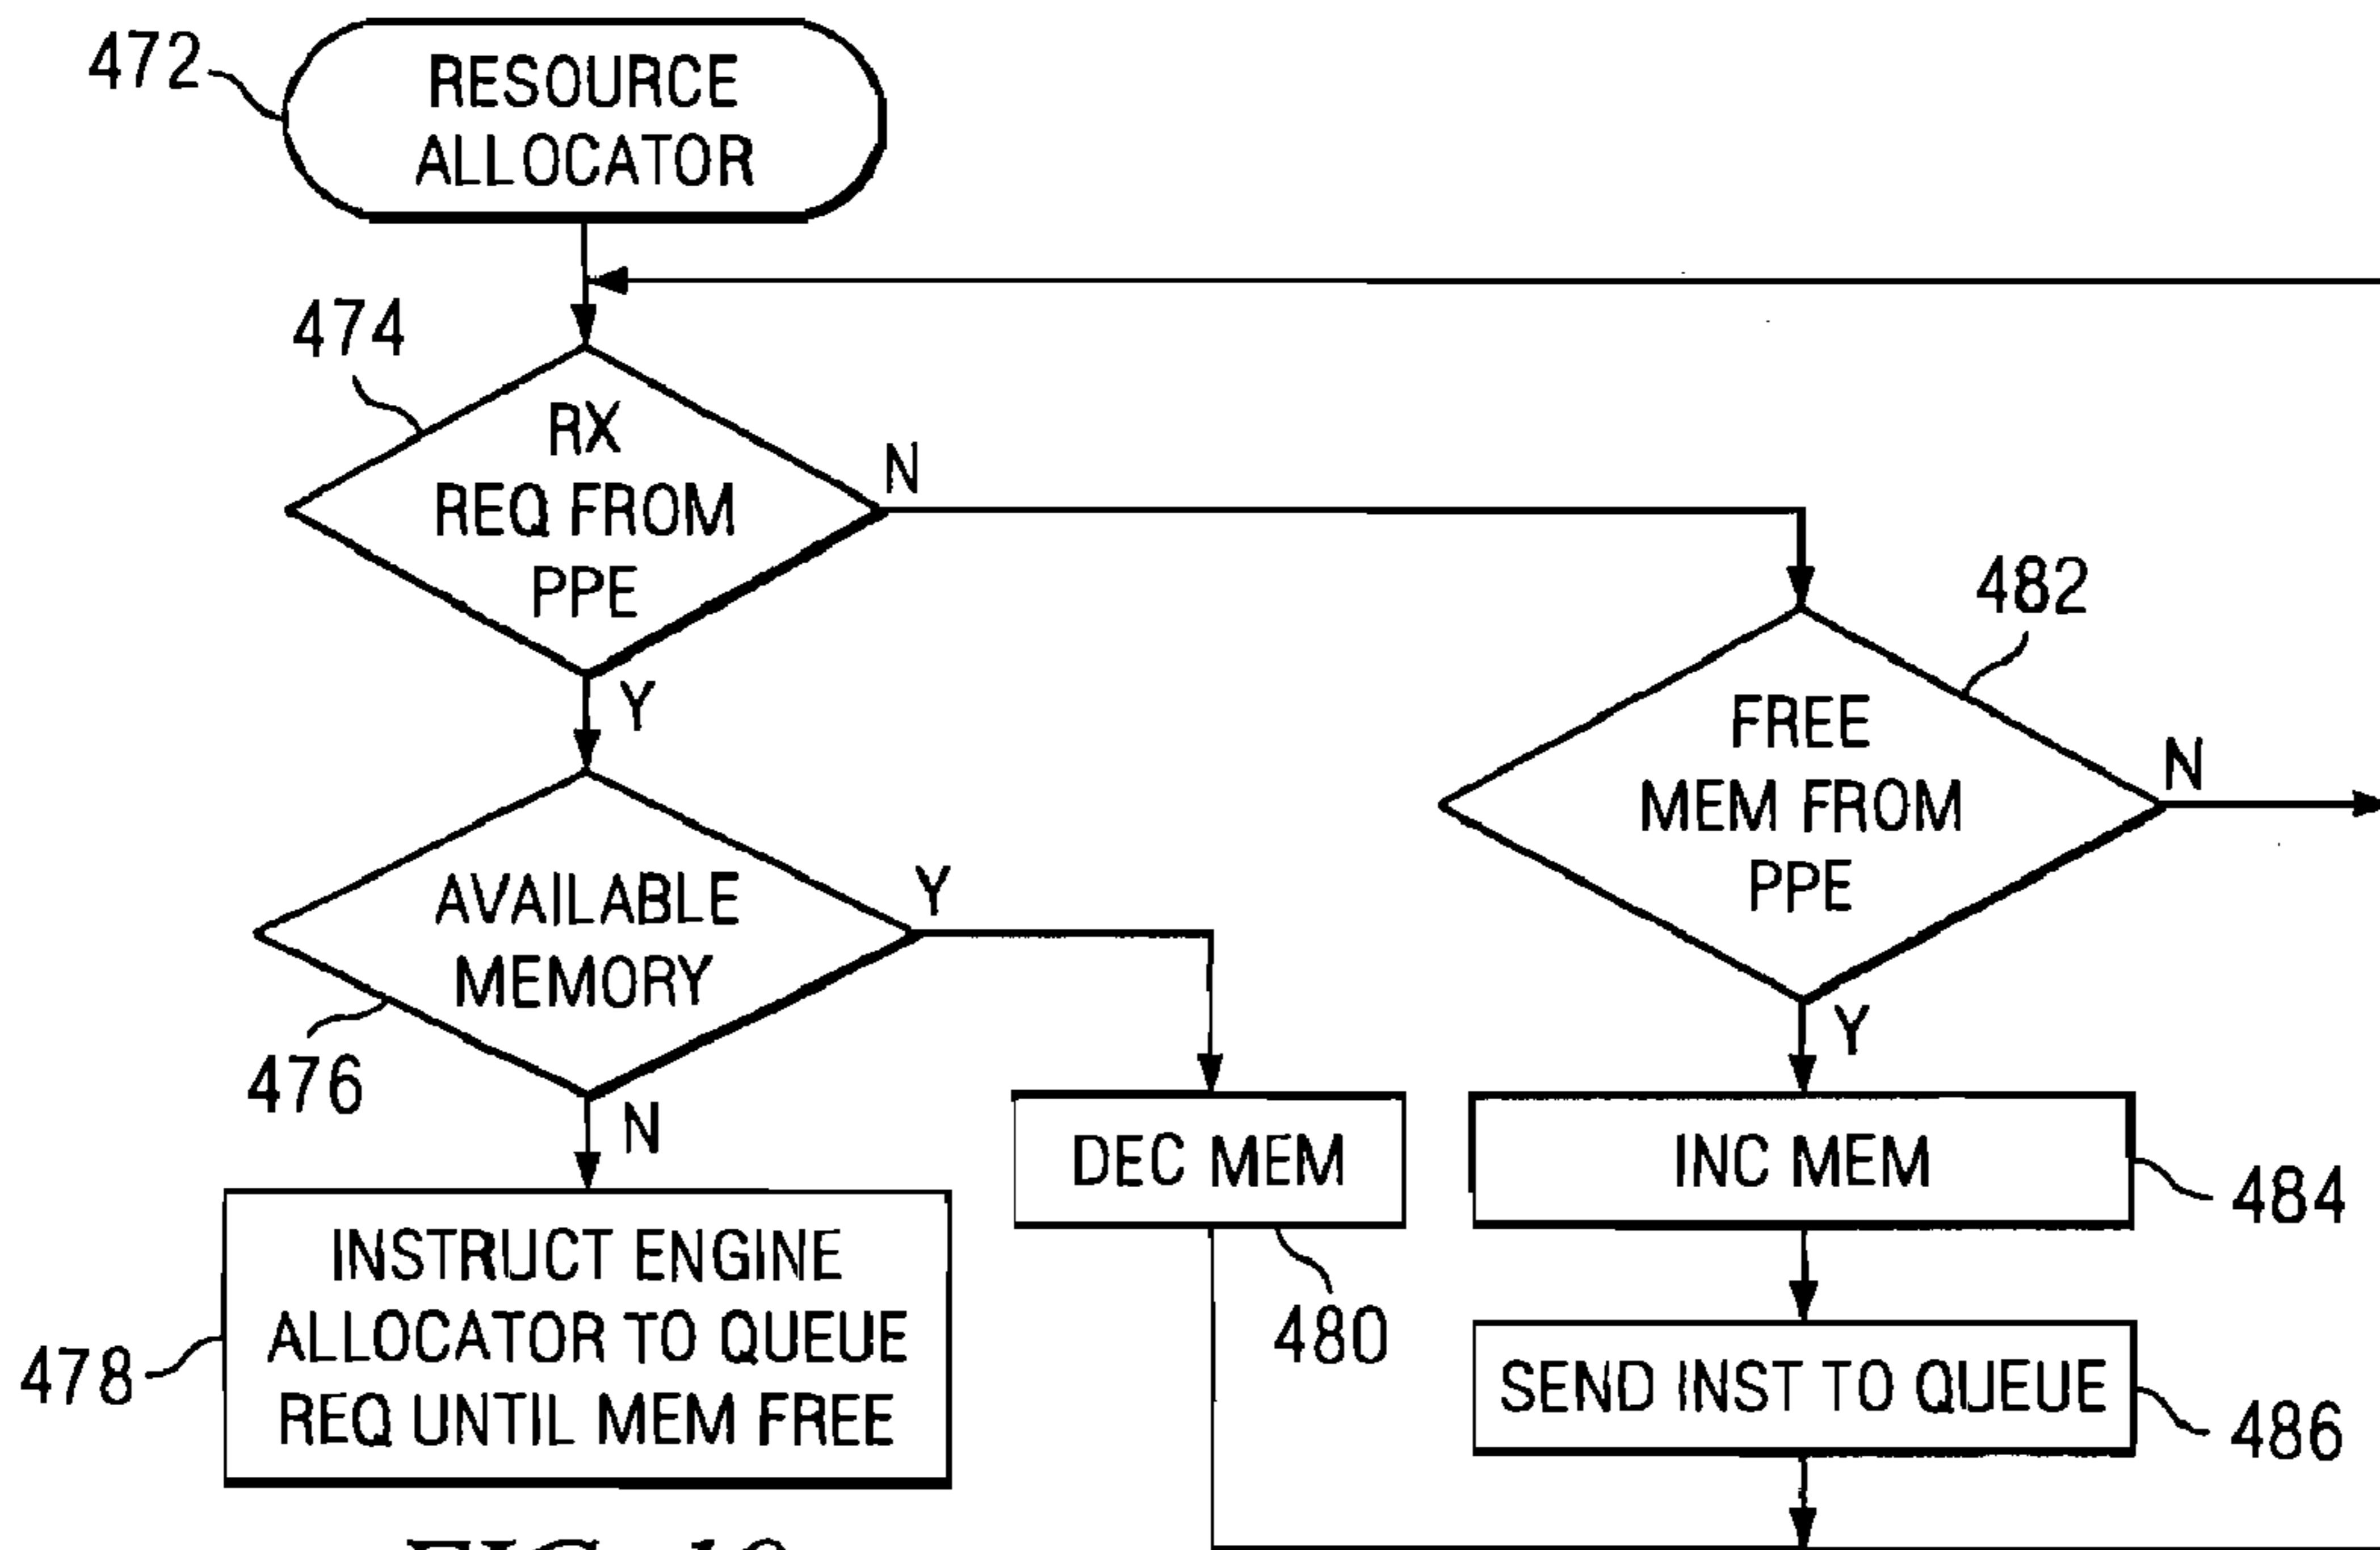 472
RESOURCE
ALLOCATOR
474
RX
REQ FROM
PPE
N
Y
482
FREE
MEM FROM
PPE
N
Y
AVAILABLE
MEMORY
Y
476
N
DEC MEM
480
INC MEM
484
INSTRUCT ENGINE
ALLOCATOR TO QUEUE
REQ UNTIL MEM FREE
478
SEND INST TO QUEUE
486